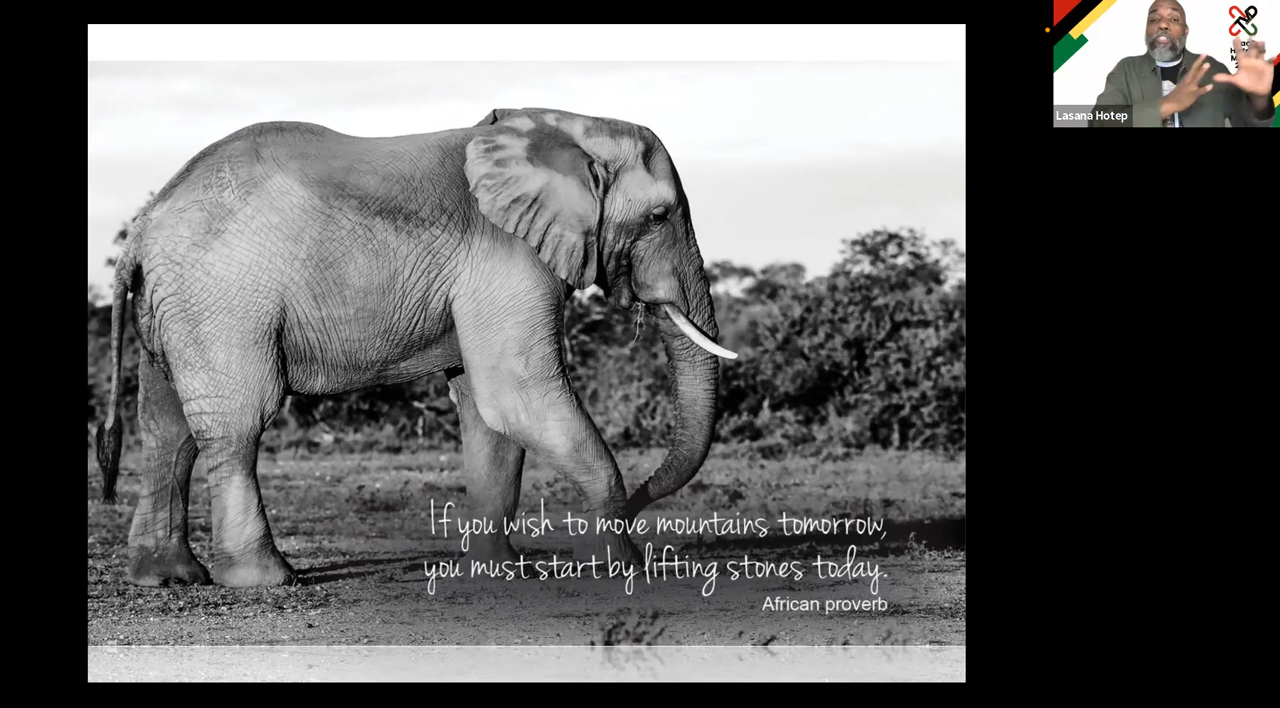 If you wish to move mountains tomorrow,
you must start by lifting stones today.
African proverb
Lasana Hotep